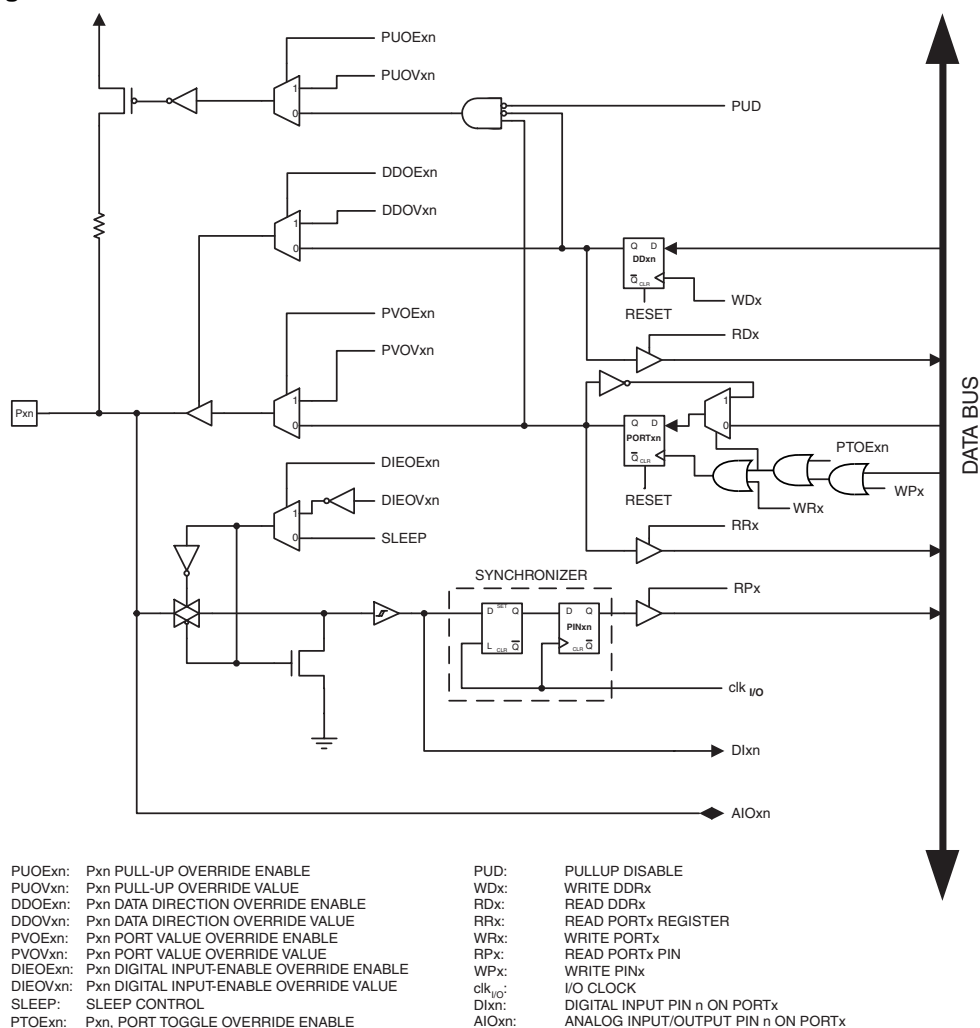 PUOExn
PUOVxn
1
0
PUD
DDOExn
DDOVxn
1
0
Q D
DDxn
Q CLR
WDx
RESET
RDx
PVOExn
PVOVxn
1
0
Pxn
1
0
Q D
PORTxn
Q CLR
PTOExn
RESET
WRx
WPx
DATA BUS
DIEOExn
DIEOVxn
1
0
SLEEP
RRx
SYNCHRONIZER
RPx
D SET Q
L CLR Q
D Q
PINxn
CLR Q
clk I/O
DIxn
AIOxn
PUOExn: Pxn PULL-UP OVERRIDE ENABLE
PUOVxn: Pxn PULL-UP OVERRIDE VALUE
DDOExn: Pxn DATA DIRECTION OVERRIDE ENABLE
DDOVxn: Pxn DATA DIRECTION OVERRIDE VALUE
PVOExn: Pxn PORT VALUE OVERRIDE ENABLE
PVOVxn: Pxn PORT VALUE OVERRIDE VALUE
DIEOExn: Pxn DIGITAL INPUT-ENABLE OVERRIDE ENABLE
DIEOVxn: Pxn DIGITAL INPUT-ENABLE OVERRIDE VALUE
SLEEP: SLEEP CONTROL
PTOExn: Pxn, PORT TOGGLE OVERRIDE ENABLE
PUD: PULLUP DISABLE
WDx: WRITE DDRx
RDx: READ DDRx
RRx: READ PORTx REGISTER
WRx: WRITE PORTx
RPx: READ PORTx PIN
WPx: WRITE PINx
clk I/O: I/O CLOCK
DIxn: DIGITAL INPUT PIN n ON PORTx
AIOxn: ANALOG INPUT/OUTPUT PIN n ON PORTx